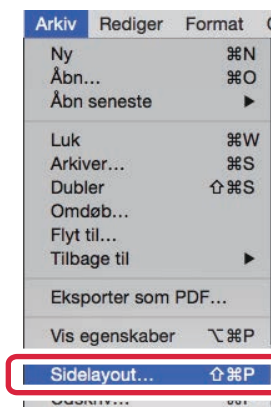 Arkiv Rediger Format
Ny ⌘N
Åbn... ⌘O
Åbn seneste ▶
Luk ⌘W
Arkiver... ⌘S
Dubler ⇧⌘S
Omdøb...
Flyt til...
Tilbage til ▶
Eksporter som PDF...
Vis egenskaber ⌥⌘P
Sidelayout... ⇧⌘P